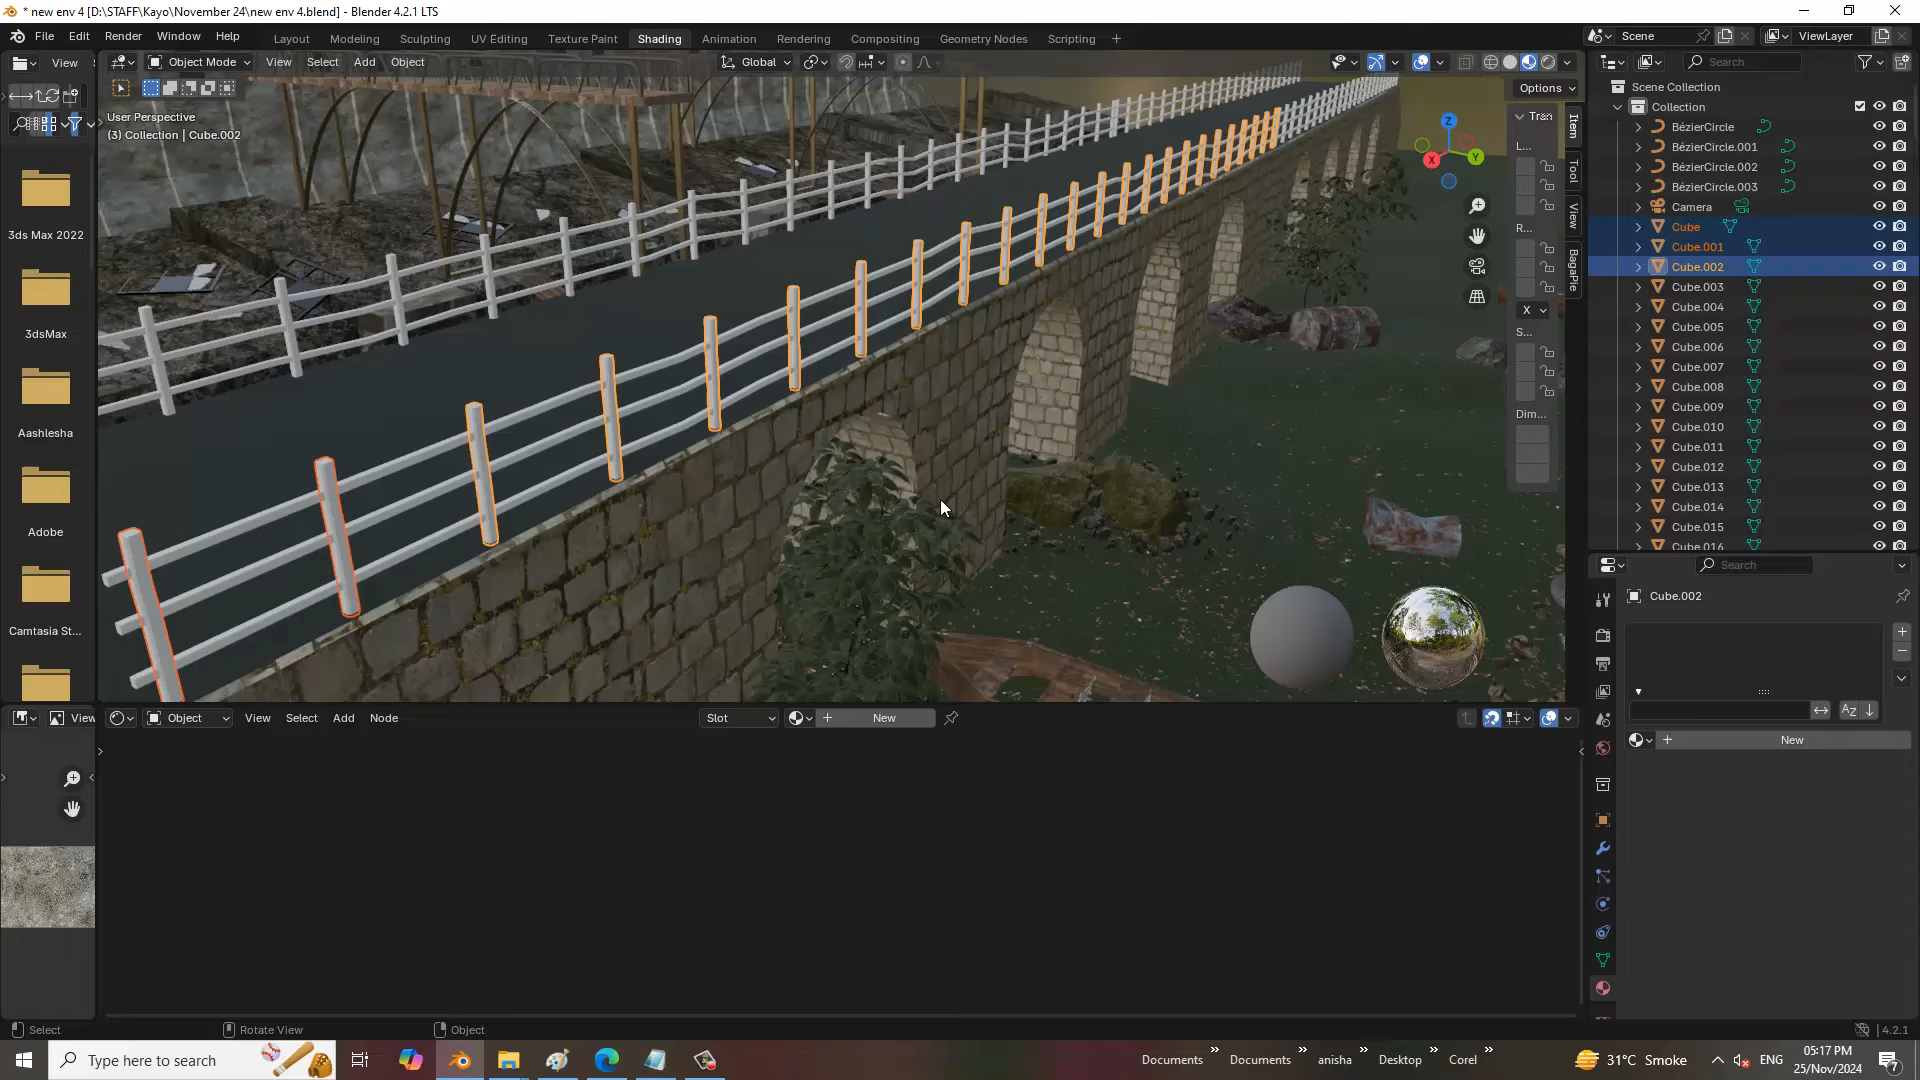 * new env 4 [D:\STAFF\Kayo\November 24\new env 4.blend] - Blender 4.2.1 LTS
File Edit Render Window Help
Layout Modeling Sculpting UV Editing Texture Paint Shading Animation Rendering Compositing Geometry Nodes Scripting +
Scene
ViewLayer
View
Object Mode View Select Add Object
Global
Search
Options
User Perspective
(3) Collection | Cube.002
Tran
Item
Tool
View
BagaPie
L...
R...
X
S...
Dim...
Z
X
Y
Scene Collection
Collection
BézierCircle
BézierCircle.001
BézierCircle.002
BézierCircle.003
Camera
Cube
Cube.001
Cube.002
Cube.003
Cube.004
Cube.005
Cube.006
Cube.007
Cube.008
Cube.009
Cube.010
Cube.011
Cube.012
Cube.013
Cube.014
Cube.015
Cube.016
3ds Max 2022
3dsMax
Aashlesha
Adobe
Camtasia St...
Search
Cube.002
New
View
Object View Select Add Node
Slot
New
Select
Rotate View
Object
4.2.1
Type here to search
Documents
Documents
anisha
Desktop
Corel
31°C Smoke
ENG
05:17 PM
25/Nov/2024
7